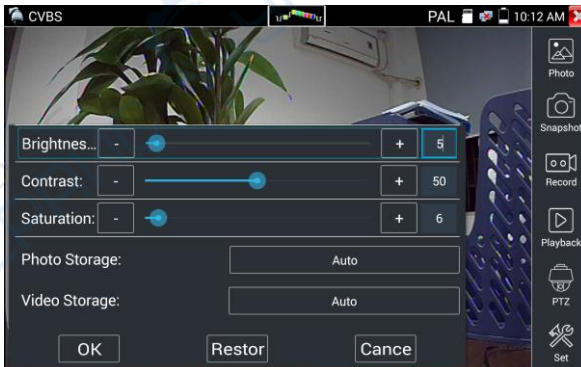 CVBS PAL 10:12 AM
Photo
Snapshot
Brightnes... - + 5
Record
Contrast: - + 50
Saturation: - + 6
Playback
Photo Storage: Auto
PTZ
Video Storage: Auto
OK Restor Cance
Set